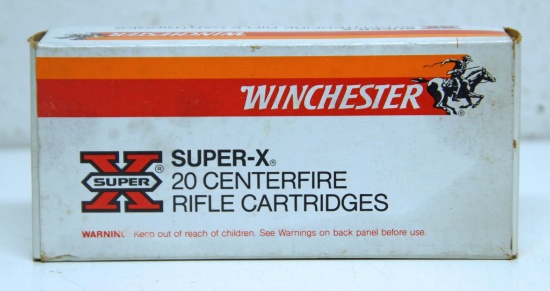 WINCHESTER
SUPER
®
SUPER-X®
20 CENTERFIRE
RIFLE CARTRIDGES
WARNING Keep out of reach of children. See Warnings on back panel before use.